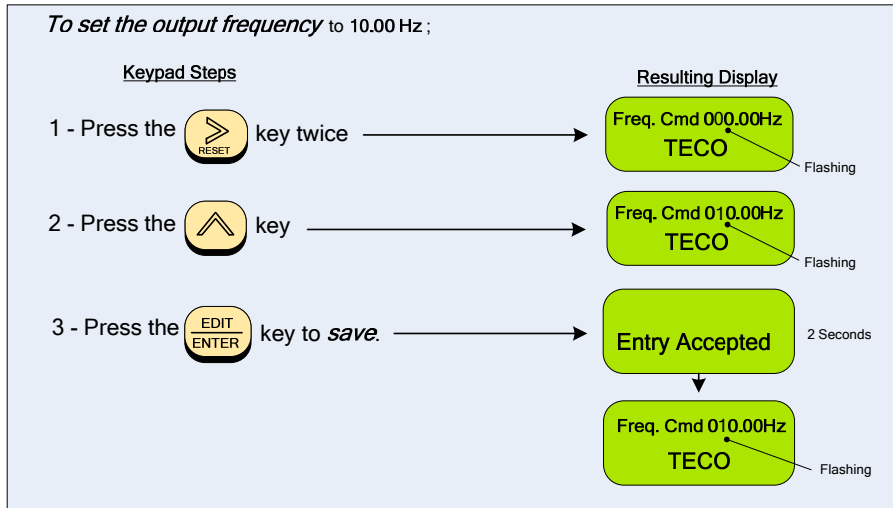 To set the output frequency to 10.00 Hz ;
Keypad Steps
Resulting Display
1 - Press the RESET key twice
Freq. Cmd 000.00Hz
TECO
Flashing
2 - Press the key
Freq. Cmd 010.00Hz
TECO
Flashing
3 - Press the EDIT ENTER key to save.
Entry Accepted
2 Seconds
Freq. Cmd 010.00Hz
TECO
Flashing